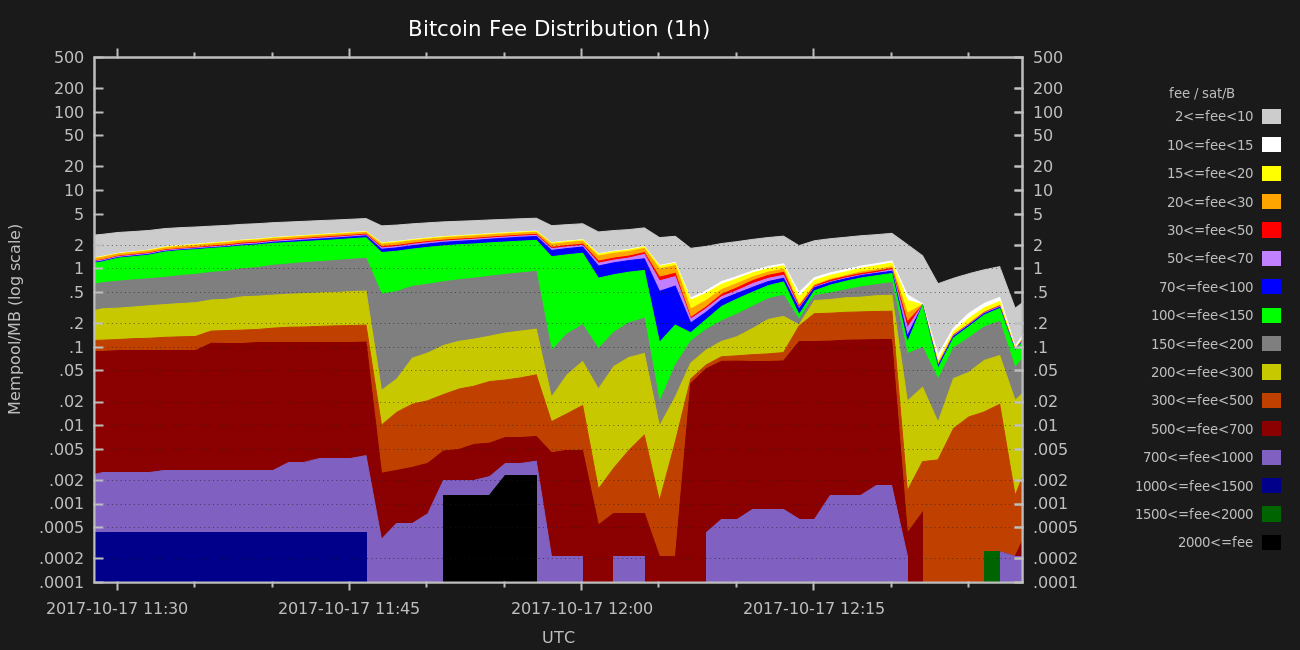 Bitcoin Fee Distribution (1h)
Mempool/MB (log scale)
500
200
100
50
20
10
5
2
1
.5
.2
.1
.05
.02
.01
.005
.002
.001
.0005
.0002
.0001
500
200
100
50
20
10
5
2
1
.5
.2
.1
.05
.02
.01
.005
.002
.001
.0005
.0002
.0001
2017-10-17 11:30
2017-10-17 11:45
2017-10-17 12:00
2017-10-17 12:15
UTC
fee / sat/B
2<=fee<10
10<=fee<15
15<=fee<20
20<=fee<30
30<=fee<50
50<=fee<70
70<=fee<100
100<=fee<150
150<=fee<200
200<=fee<300
300<=fee<500
500<=fee<700
700<=fee<1000
1000<=fee<1500
1500<=fee<2000
2000<=fee